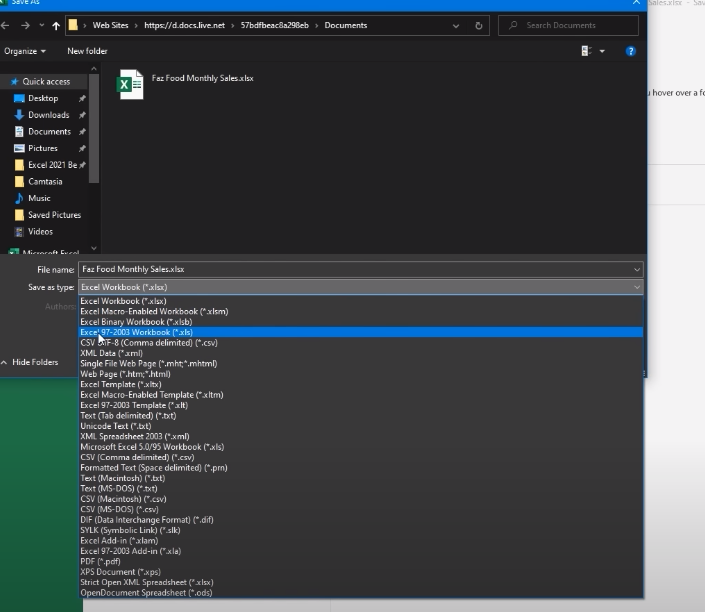 Save As
Sales.xlsx - Sav
Web Sites > https://d.docs.live.net > 57bdfbeac8a298eb > Documents
Search Documents
Organize
New folder
?
Quick access
Faz Food Monthly Sales.xlsx
u hover over a fo
Desktop
Downloads
Documents
Pictures
Excel 2021 Be
Camtasia
Music
Saved Pictures
Videos
Microsoft Excel
File name: Faz Food Monthly Sales.xlsx
Save as type: Excel Workbook (*.xlsx)
Authors:
Excel Workbook (*.xlsx)
Excel Macro-Enabled Workbook (*.xlsm)
Excel Binary Workbook (*.xlsb)
Excel 97-2003 Workbook (*.xls)
CSV UTF-8 (Comma delimited) (*.csv)
XML Data (*.xml)
Single File Web Page (*.mht;*.mhtml)
Hide Folders
Web Page (*.htm;*.html)
Excel Template (*.xltx)
Excel Macro-Enabled Template (*.xltm)
Excel 97-2003 Template (*.xlt)
Text (Tab delimited) (*.txt)
Unicode Text (*.txt)
XML Spreadsheet 2003 (*.xml)
Microsoft Excel 5.0/95 Workbook (*.xls)
CSV (Comma delimited) (*.csv)
Formatted Text (Space delimited) (*.prn)
Text (Macintosh) (*.txt)
Text (MS-DOS) (*.txt)
CSV (Macintosh) (*.csv)
CSV (MS-DOS) (*.csv)
DIF (Data Interchange Format) (*.dif)
SYLK (Symbolic Link) (*.slk)
Excel Add-in (*.xlam)
Excel 97-2003 Add-in (*.xla)
PDF (*.pdf)
XPS Document (*.xps)
Strict Open XML Spreadsheet (*.xlsx)
OpenDocument Spreadsheet (*.ods)